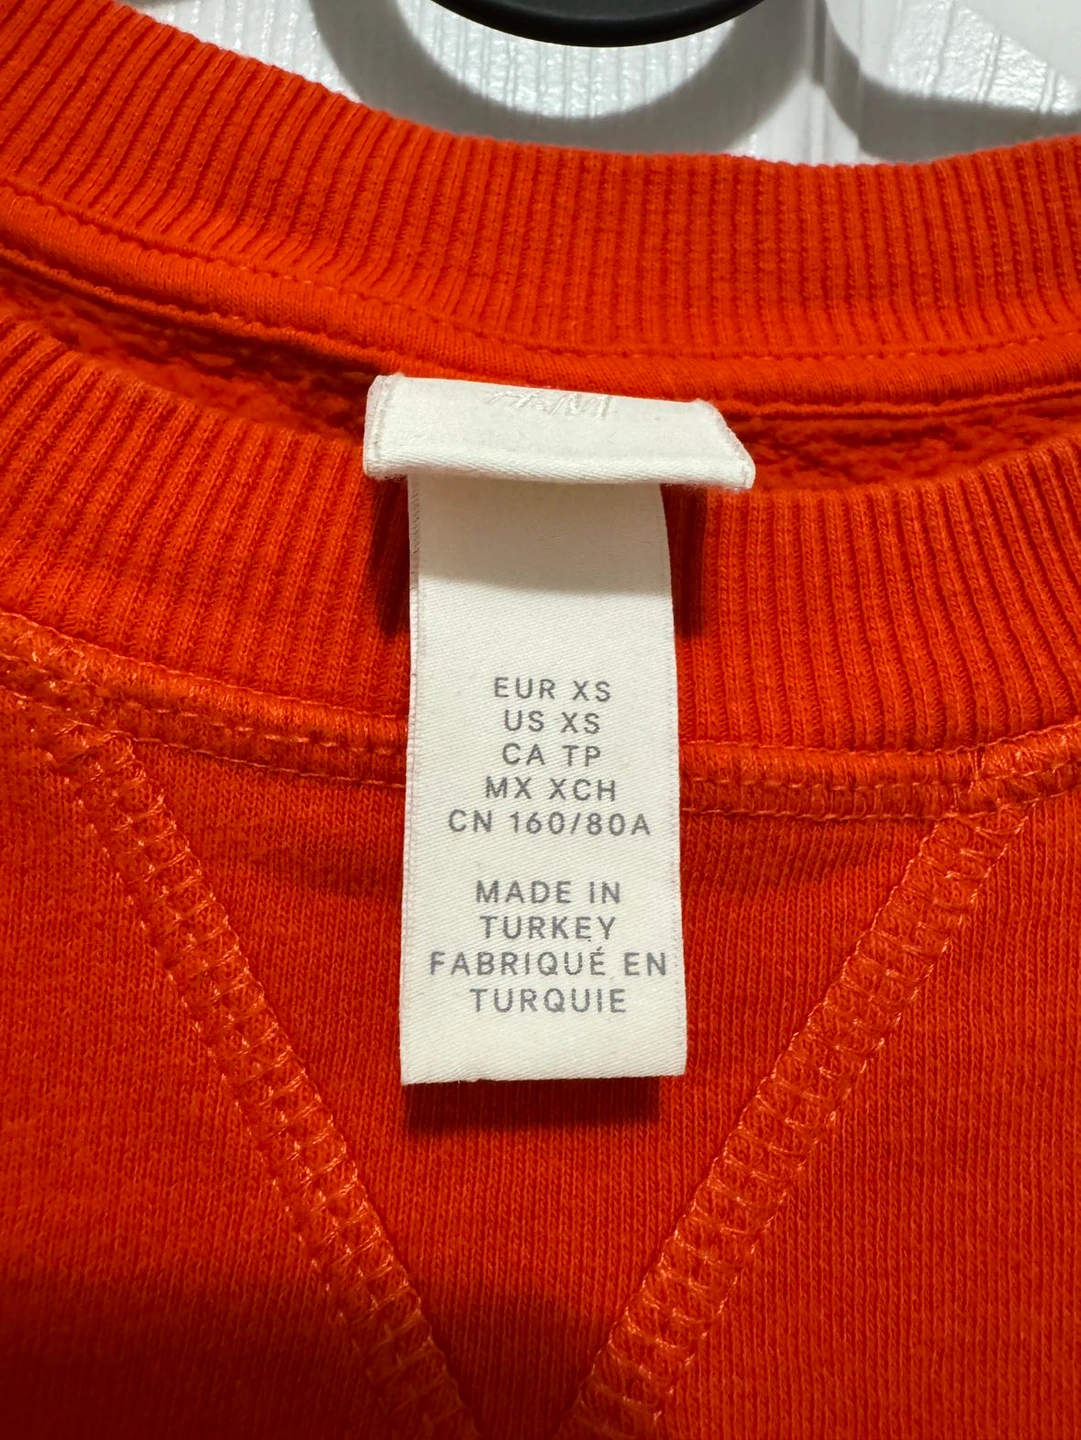 EUR XS
US XS
CA TP
MX XCH
CN 160/80A
MADE IN
TURKEY
FABRIQUÉ EN
TURQUIE